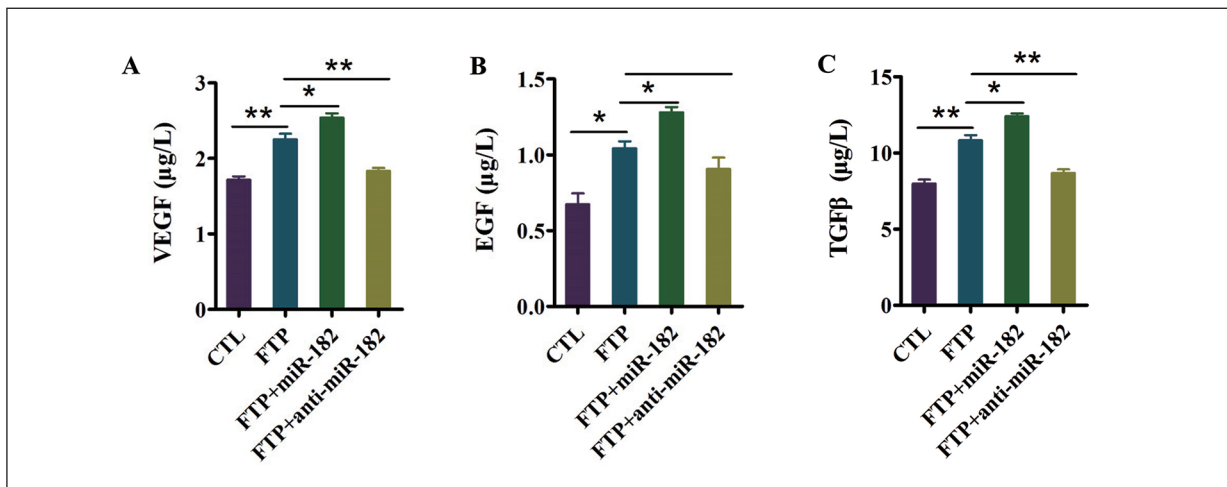 A
VEGF (µg/L)
3
2
1
0
**
*
**
CTL
FTP
FTP+miR-182
FTP+anti-miR-182
B
EGF (µg/L)
1.5
1.0
0.5
0.0
*
*
CTL
FTP
FTP+miR-182
FTP+anti-miR-182
C
TGFβ (µg/L)
15
10
5
0
**
*
**
CTL
FTP
FTP+miR-182
FTP+anti-miR-182